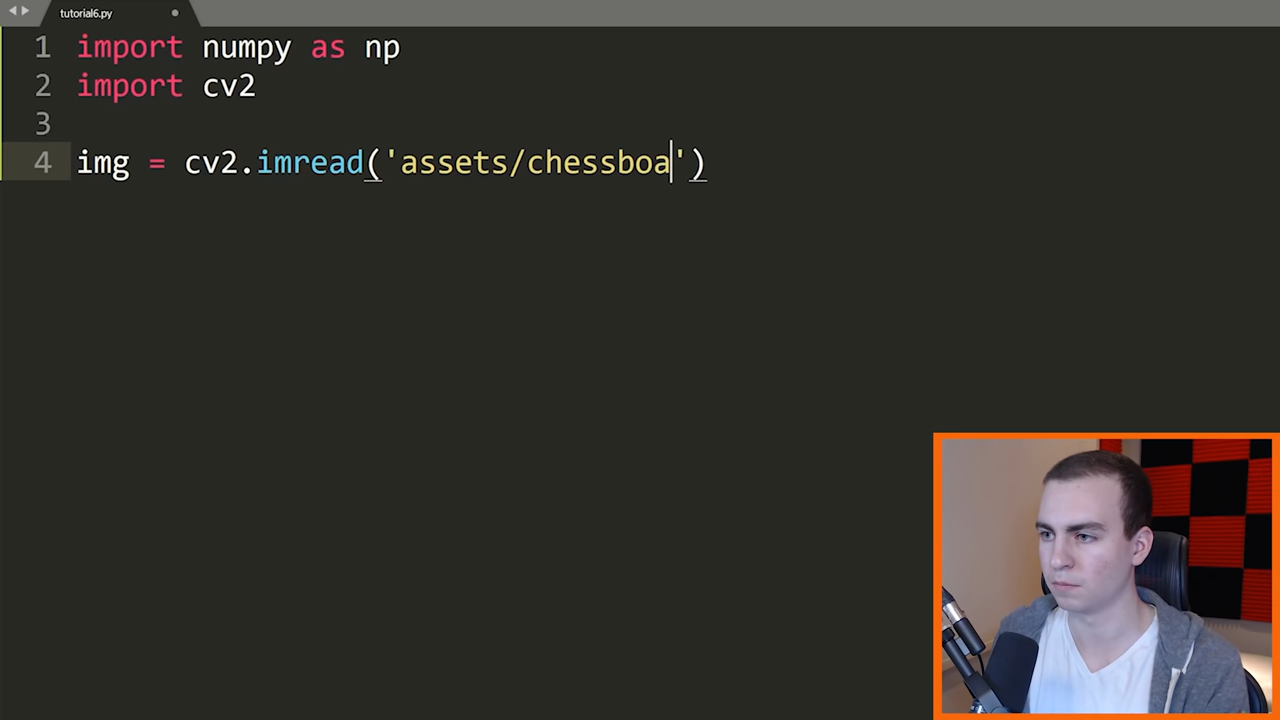 tutorial6.py
1 import numpy as np
2 import cv2
3
4 img = cv2.imread('assets/chessboa')